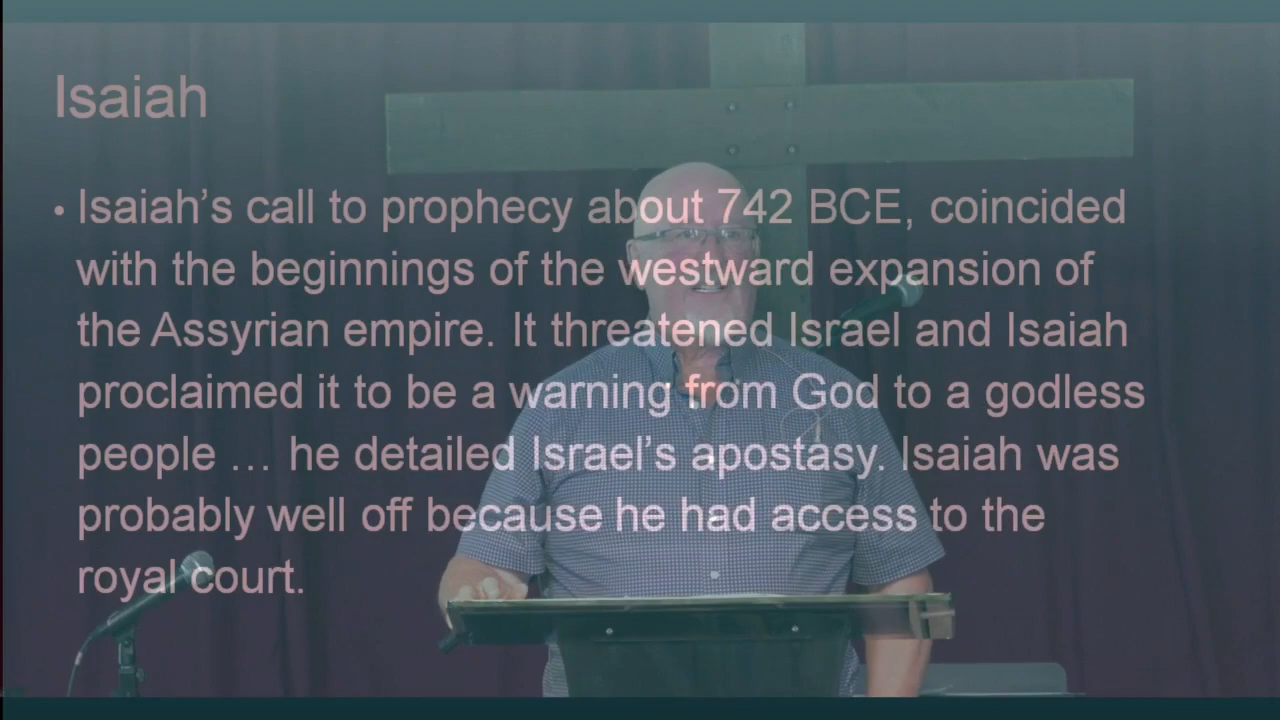 Isaiah
• Isaiah’s call to prophecy about 742 BCE, coincided
with the beginnings of the westward expansion of
the Assyrian empire. It threatened Israel and Isaiah
proclaimed it to be a warning from God to a godless
people … he detailed Israel’s apostasy. Isaiah was
probably well off because he had access to the
royal court.